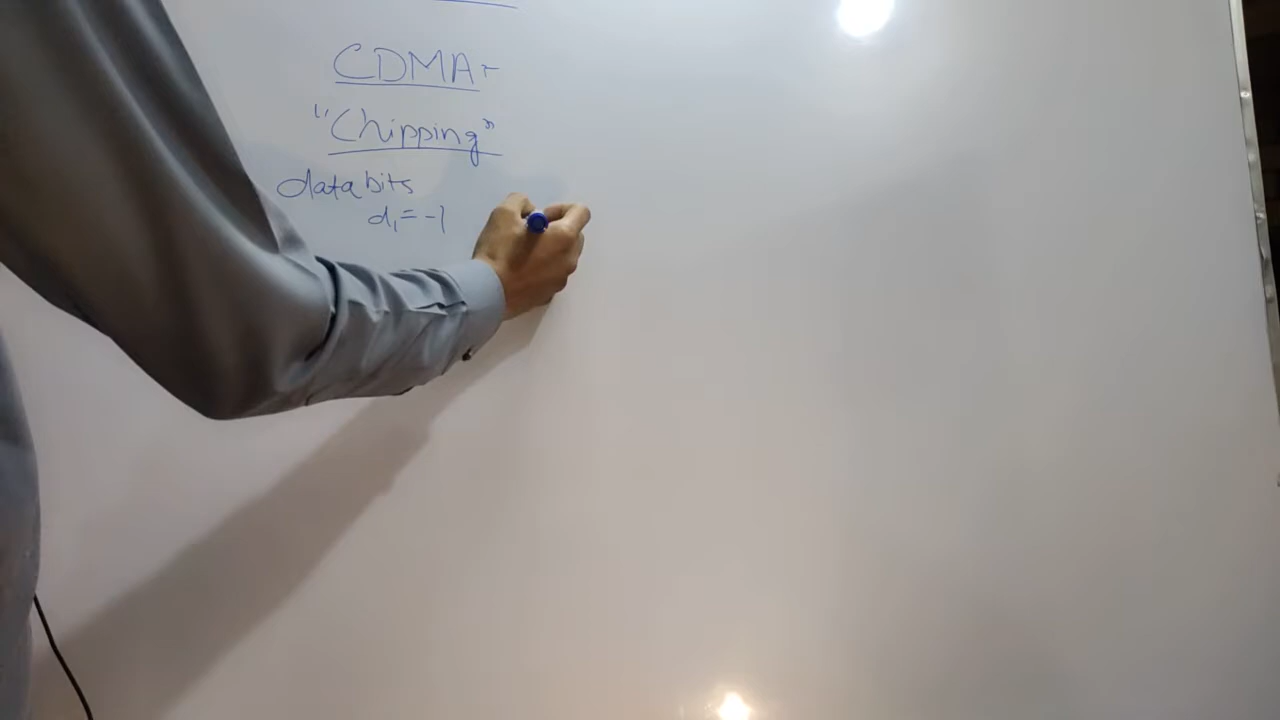 CDMA-
"Chipping"
data bits
d₁ = -1